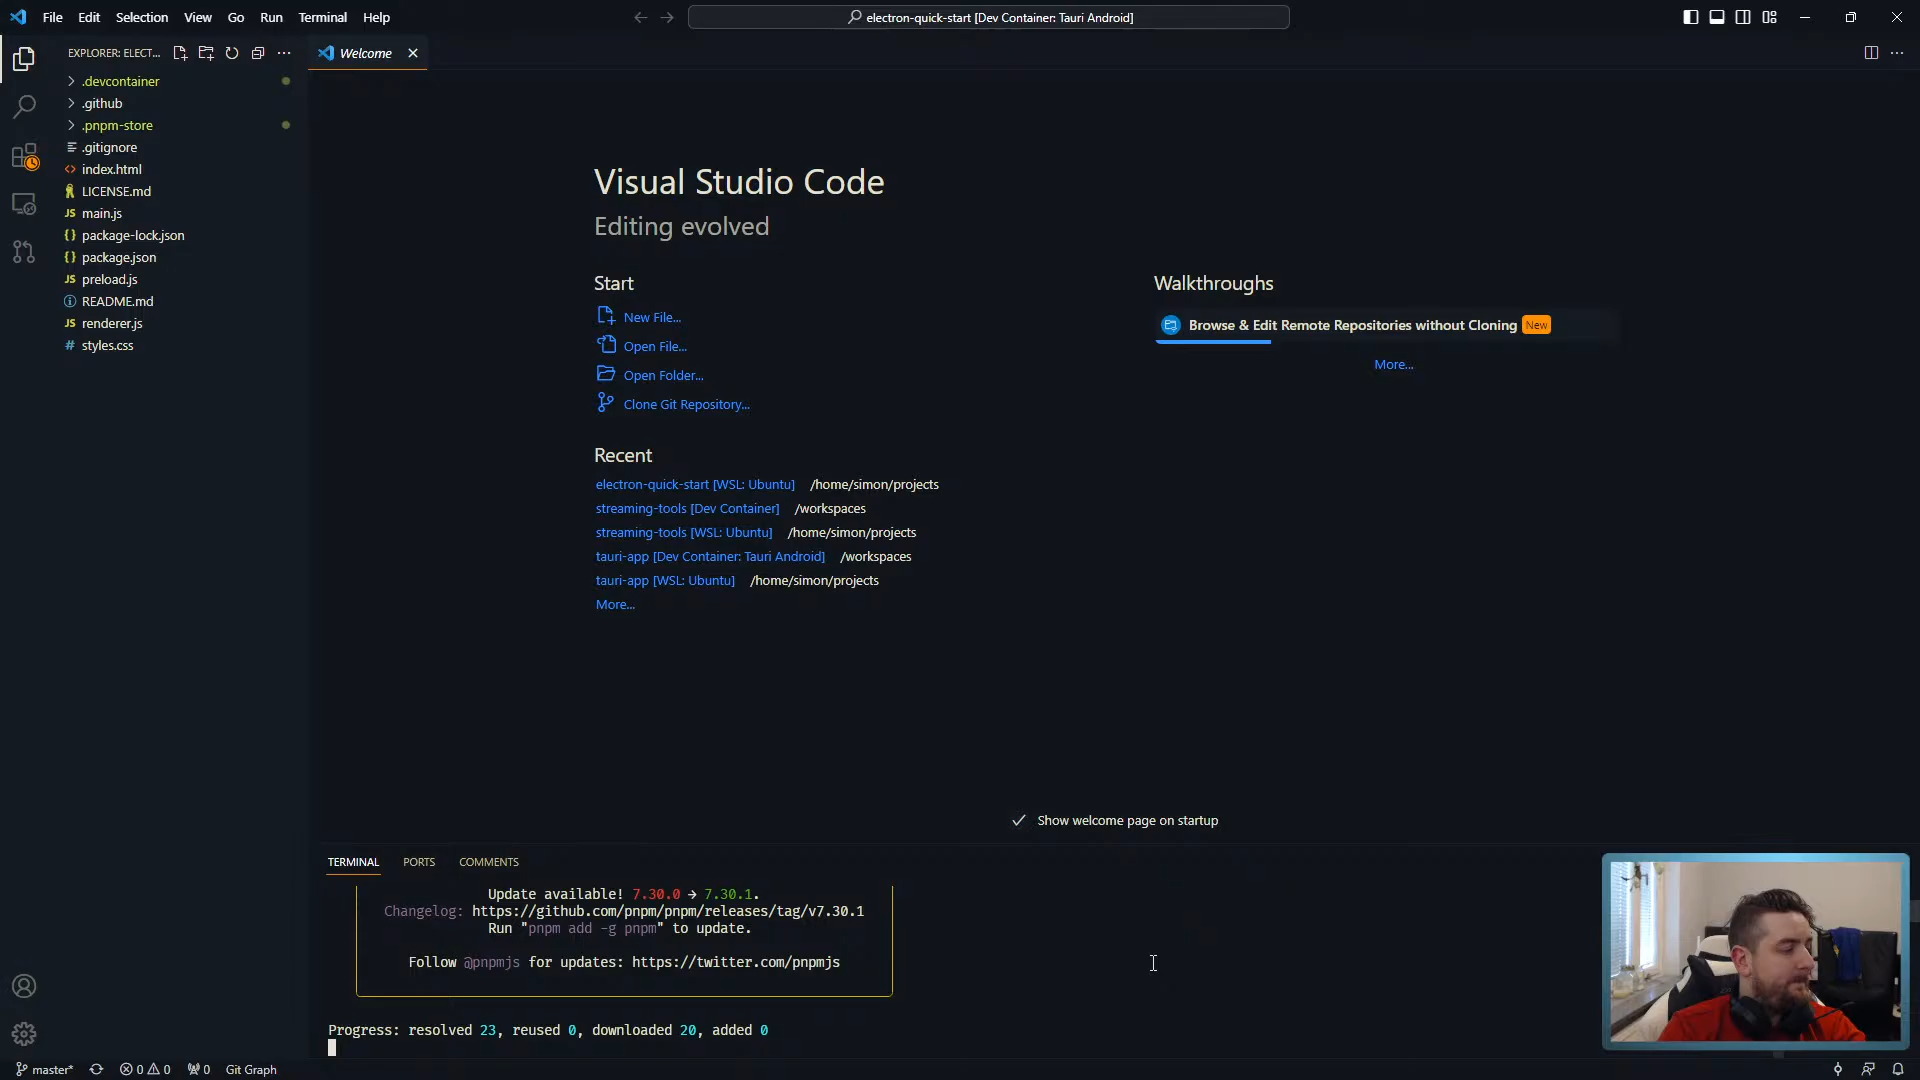 File Edit Selection View Go Run Terminal Help
electron-quick-start [Dev Container: Tauri Android]
EXPLORER: ELECT...
Welcome
.devcontainer
.github
.pnpm-store
.gitignore
index.html
LICENSE.md
main.js
package-lock.json
package.json
preload.js
README.md
renderer.js
styles.css
Visual Studio Code
Editing evolved
Start
New File...
Open File...
Open Folder...
Clone Git Repository...
Recent
electron-quick-start [WSL: Ubuntu] /home/simon/projects
streaming-tools [Dev Container] /workspaces
streaming-tools [WSL: Ubuntu] /home/simon/projects
tauri-app [Dev Container: Tauri Android] /workspaces
tauri-app [WSL: Ubuntu] /home/simon/projects
More...
Walkthroughs
Browse & Edit Remote Repositories without Cloning New
More...
Show welcome page on startup
TERMINAL PORTS COMMENTS
Update available! 7.30.0 → 7.30.1.
Changelog: https://github.com/pnpm/pnpm/releases/tag/v7.30.1
Run "pnpm add -g pnpm" to update.
Follow @pnpmjs for updates: https://twitter.com/pnpmjs
Progress: resolved 23, reused 0, downloaded 20, added 0
master* 0 0 0 Git Graph